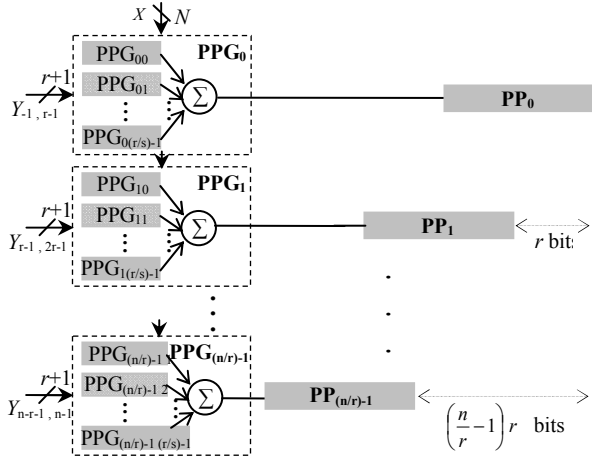 X N
PPG₀
PPG₀₀
PPG₀₁
r+1
Y₋₁ , ᵣ₋₁
Σ
PP₀
PPG₀₍ᵣ/ₛ₎₋₁
PPG₁
PPG₁₀
PPG₁₁
r+1
Yᵣ₋₁ , ₂ᵣ₋₁
Σ
PP₁
r bits
PPG₁₍ᵣ/ₛ₎₋₁
PPG₍ₙ/ᵣ₎₋₁
PPG₍ₙ/ᵣ₎₋₁
PPG₍ₙ/ᵣ₎₋₁ ₂
r+1
Yₙ₋ᵣ₋₁ , ₙ₋₁
Σ
PP₍ₙ/ᵣ₎₋₁
(n/r −1) r bits
PPG₍ₙ/ᵣ₎₋₁ ₍ᵣ/ₛ₎₋₁